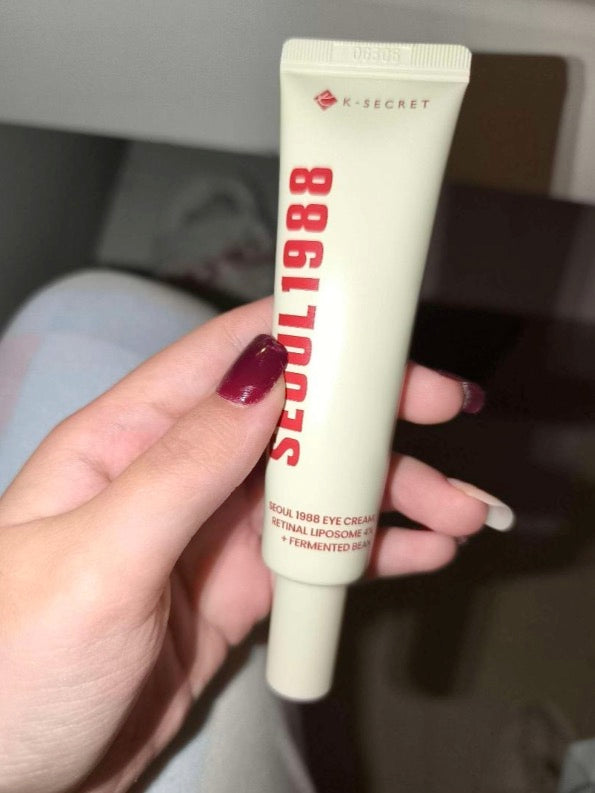 K-SECRET
SEOUL1988
SEOUL 1988 EYE CREAM
RETINAL LIPOSOME 4%
+ FERMENTED BEAN